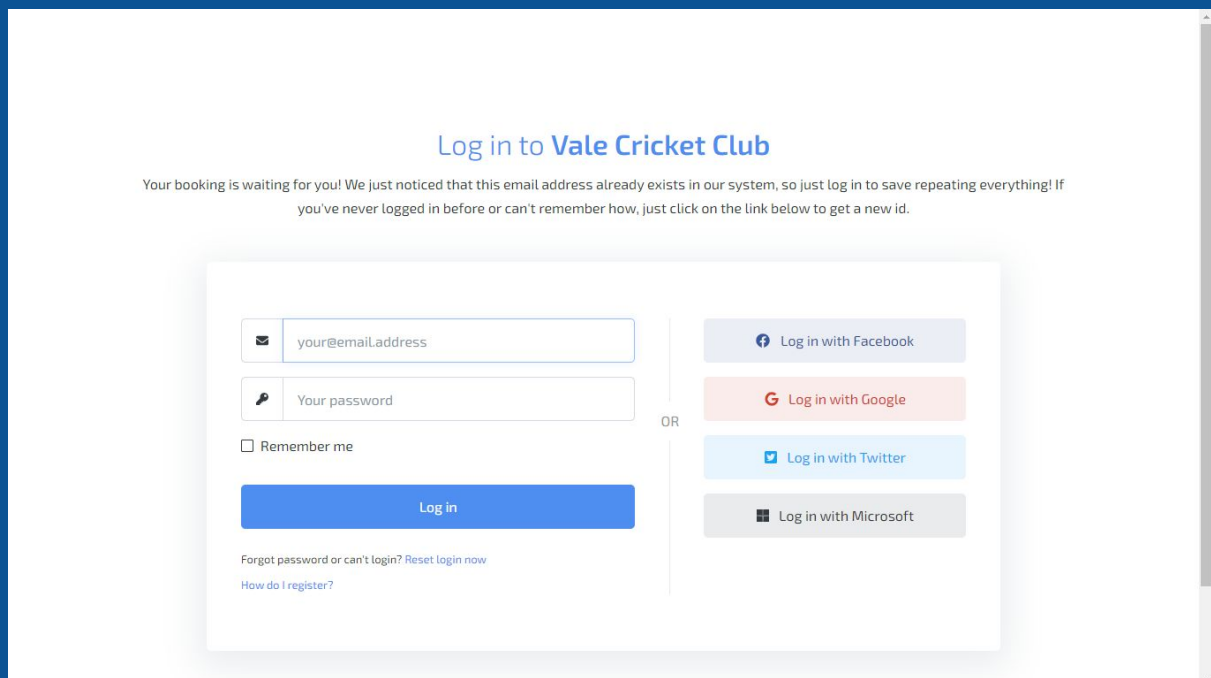 Log in to Vale Cricket Club
Your booking is waiting for you! We just noticed that this email address already exists in our system, so just log in to save repeating everything! If
you've never logged in before or can't remember how, just click on the link below to get a new id.
your@email.address
Your password
Remember me
Log in
Forgot password or can't login? Reset login now
How do I register?
OR
Log in with Facebook
Log in with Google
Log in with Twitter
Log in with Microsoft